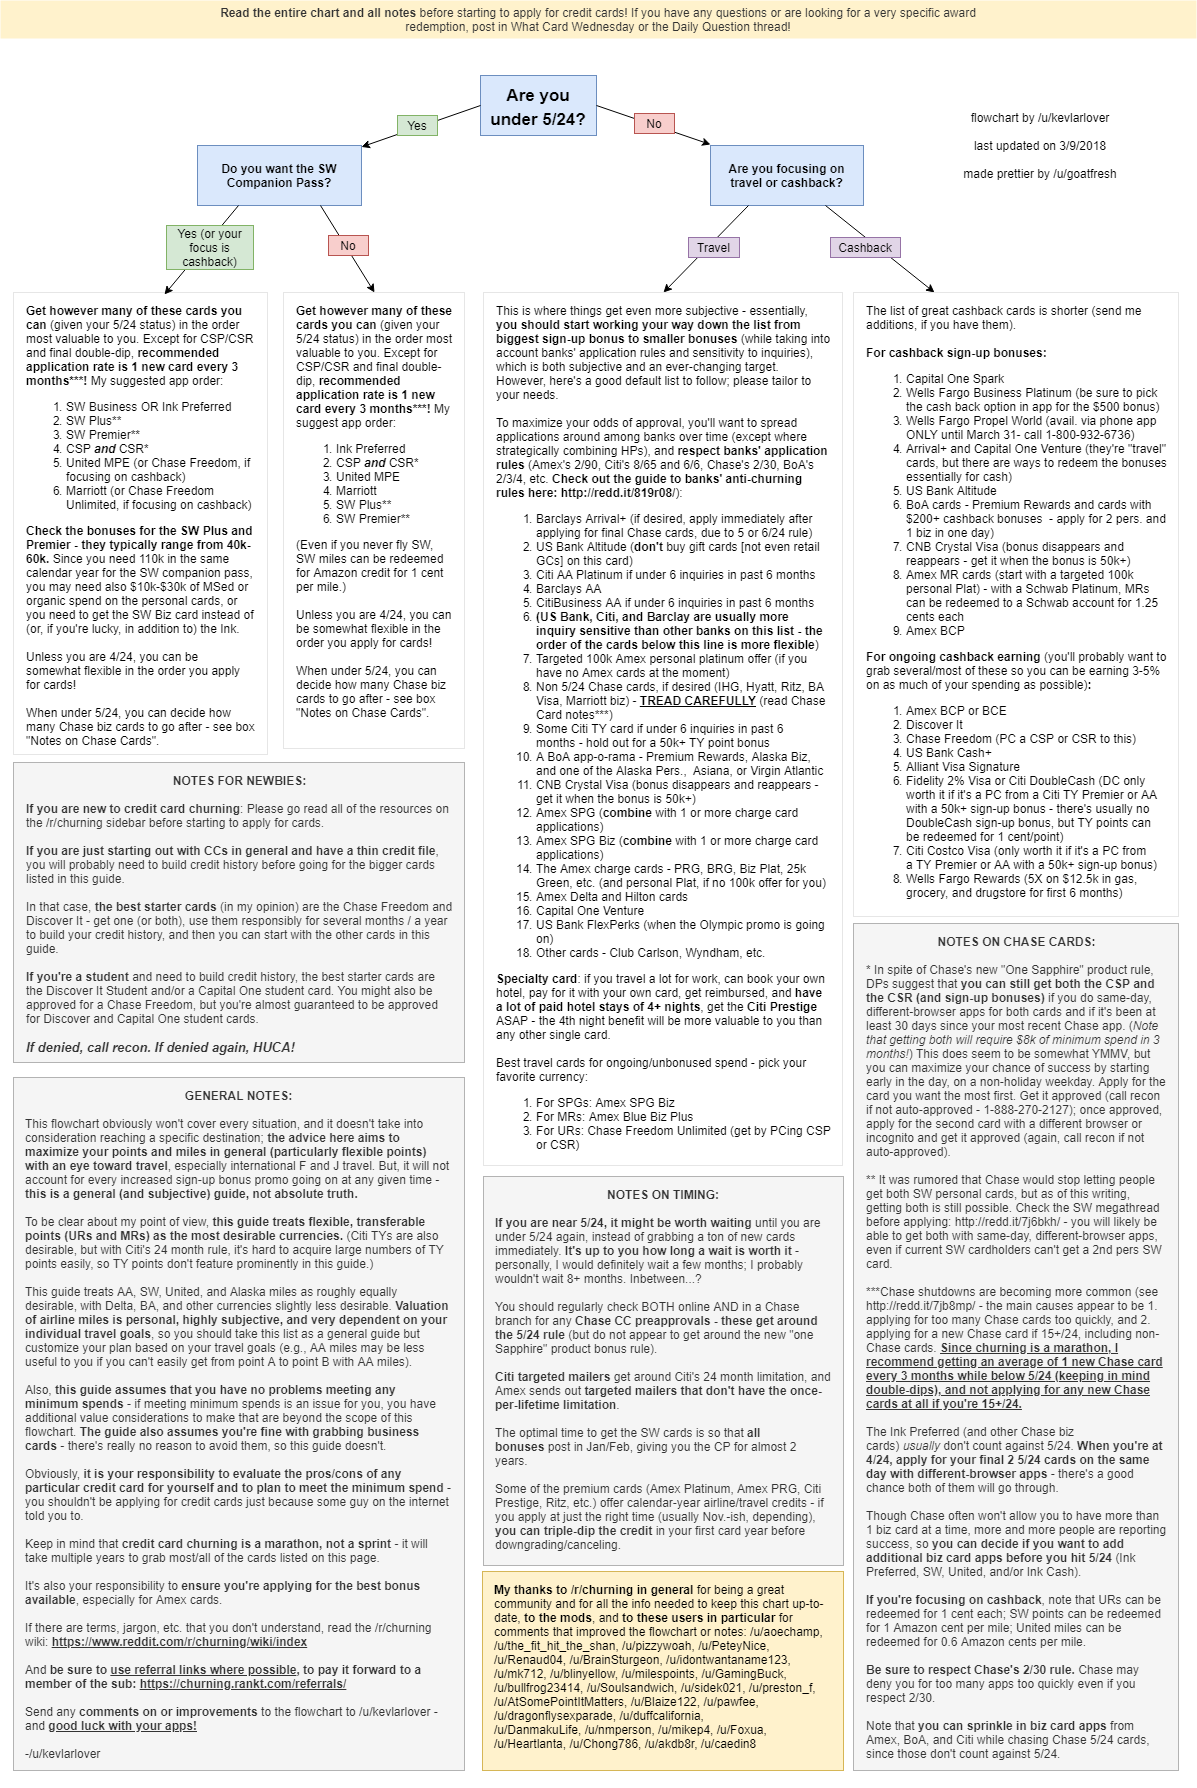 Read the entire chart and all notes before starting to apply for credit cards! If you have any questions or are looking for a very specific award
redemption, post in What Card Wednesday or the Daily Question thread!
Are you
under 5/24?
Yes
No
flowchart by /u/kevlarlover
last updated on 3/9/2018
made prettier by /u/goatfresh
Do you want the SW
Companion Pass?
Are you focusing on
travel or cashback?
Yes (or your
focus is
cashback)
No
Travel
Cashback
Get however many of these cards you
can (given your 5/24 status) in the order
most valuable to you. Except for CSP/CSR
and final double-dip, recommended
application rate is 1 new card every 3
months***! My suggested app order:
1. SW Business OR Ink Preferred
2. SW Plus**
3. SW Premier**
4. CSP and CSR*
5. United MPE (or Chase Freedom, if
focusing on cashback)
6. Marriott (or Chase Freedom
Unlimited, if focusing on cashback)
Check the bonuses for the SW Plus and
Premier - they typically range from 40k-
60k. Since you need 110k in the same
calendar year for the SW companion pass,
you may need also $10k-$30k of MSed or
organic spend on the personal cards, or
you need to get the SW Biz card instead of
(or, if you're lucky, in addition to) the Ink.
Unless you are 4/24, you can be
somewhat flexible in the order you apply
for cards!
When under 5/24, you can decide how
many Chase biz cards to go after - see box
"Notes on Chase Cards".
Get however many of these
cards you can (given your
5/24 status) in the order most
valuable to you. Except for
CSP/CSR and final double-
dip, recommended
application rate is 1 new
card every 3 months***! My
suggest app order:
1. Ink Preferred
2. CSP and CSR*
3. United MPE
4. Marriott
5. SW Plus**
6. SW Premier**
(Even if you never fly SW,
SW miles can be redeemed
for Amazon credit for 1 cent
per mile.)
Unless you are 4/24, you can
be somewhat flexible in the
order you apply for cards!
When under 5/24, you can
decide how many Chase biz
cards to go after - see box
"Notes on Chase Cards".
This is where things get even more subjective - essentially,
you should start working your way down the list from
biggest sign-up bonus to smaller bonuses (while taking into
account banks' application rules and sensitivity to inquiries),
which is both subjective and an ever-changing target.
However, here's a good default list to follow; please tailor to
your needs.
To maximize your odds of approval, you'll want to spread
applications around among banks over time (except where
strategically combining HPs), and respect banks' application
rules (Amex's 2/90, Citi's 8/65 and 6/6, Chase's 2/30, BoA's
2/3/4, etc. Check out the guide to banks' anti-churning
rules here: http://redd.it/819r08/):
1. Barclays Arrival+ (if desired, apply immediately after
applying for final Chase cards, due to 5 or 6/24 rule)
2. US Bank Altitude (don't buy gift cards [not even retail
GCs] on this card)
3. Citi AA Platinum if under 6 inquiries in past 6 months
4. Barclays AA
5. CitiBusiness AA if under 6 inquiries in past 6 months
6. (US Bank, Citi, and Barclay are usually more
inquiry sensitive than other banks on this list - the
order of the cards below this line is more flexible)
7. Targeted 100k Amex personal platinum offer (if you
have no Amex cards at the moment)
8. Non 5/24 Chase cards, if desired (IHG, Hyatt, Ritz, BA
Visa, Marriott biz) - TREAD CAREFULLY (read Chase
Card notes***)
9. Some Citi TY card if under 6 inquiries in past 6
months - hold out for a 50k+ TY point bonus
10. A BoA app-o-rama - Premium Rewards, Alaska Biz,
and one of the Alaska Pers., Asiana, or Virgin Atlantic
11. CNB Crystal Visa (bonus disappears and reappears -
get it when the bonus is 50k+)
12. Amex SPG (combine with 1 or more charge card
applications)
13. Amex SPG Biz (combine with 1 or more charge card
applications)
14. The Amex charge cards - PRG, BRG, Biz Plat, 25k
Green, etc. (and personal Plat, if no 100k offer for you)
15. Amex Delta and Hilton cards
16. Capital One Venture
17. US Bank FlexPerks (when the Olympic promo is going
on)
18. Other cards - Club Carlson, Wyndham, etc.
Specialty card: if you travel a lot for work, can book your own
hotel, pay for it with your own card, get reimbursed, and have
a lot of paid hotel stays of 4+ nights, get the Citi Prestige
ASAP - the 4th night benefit will be more valuable to you than
any other single card.
Best travel cards for ongoing/unbonused spend - pick your
favorite currency:
1. For SPGs: Amex SPG Biz
2. For MRs: Amex Blue Biz Plus
3. For URs: Chase Freedom Unlimited (get by PCing CSP
or CSR)
The list of great cashback cards is shorter (send me
additions, if you have them).
For cashback sign-up bonuses:
1. Capital One Spark
2. Wells Fargo Business Platinum (be sure to pick
the cash back option in app for the $500 bonus)
3. Wells Fargo Propel World (avail. via phone app
ONLY until March 31- call 1-800-932-6736)
4. Arrival+ and Capital One Venture (they're "travel"
cards, but there are ways to redeem the bonuses
essentially for cash)
5. US Bank Altitude
6. BoA cards - Premium Rewards and cards with
$200+ cashback bonuses - apply for 2 pers. and
1 biz in one day)
7. CNB Crystal Visa (bonus disappears and
reappears - get it when the bonus is 50k+)
8. Amex MR cards (start with a targeted 100k
personal Plat) - with a Schwab Platinum, MRs
can be redeemed to a Schwab account for 1.25
cents each
9. Amex BCP
For ongoing cashback earning (you'll probably want to
grab several/most of these so you can be earning 3-5%
on as much of your spending as possible):
1. Amex BCP or BCE
2. Discover It
3. Chase Freedom (PC a CSP or CSR to this)
4. US Bank Cash+
5. Alliant Visa Signature
6. Fidelity 2% Visa or Citi DoubleCash (DC only
worth it if it's a PC from a Citi TY Premier or AA
with a 50k+ sign-up bonus - there's usually no
DoubleCash sign-up bonus, but TY points can
be redeemed for 1 cent/point)
7. Citi Costco Visa (only worth it if it's a PC from
a TY Premier or AA with a 50k+ sign-up bonus)
8. Wells Fargo Rewards (5X on $12.5k in gas,
grocery, and drugstore for first 6 months)
NOTES FOR NEWBIES:
If you are new to credit card churning: Please go read all of the resources on
the /r/churning sidebar before starting to apply for cards.
If you are just starting out with CCs in general and have a thin credit file,
you will probably need to build credit history before going for the bigger cards
listed in this guide.
In that case, the best starter cards (in my opinion) are the Chase Freedom and
Discover It - get one (or both), use them responsibly for several months / a year
to build your credit history, and then you can start with the other cards in this
guide.
If you're a student and need to build credit history, the best starter cards are
the Discover It Student and/or a Capital One student card. You might also be
approved for a Chase Freedom, but you're almost guaranteed to be approved
for Discover and Capital One student cards.
If denied, call recon. If denied again, HUCA!
GENERAL NOTES:
This flowchart obviously won't cover every situation, and it doesn't take into
consideration reaching a specific destination; the advice here aims to
maximize your points and miles in general (particularly flexible points)
with an eye toward travel, especially international F and J travel. But, it will not
account for every increased sign-up bonus promo going on at any given time -
this is a general (and subjective) guide, not absolute truth.
To be clear about my point of view, this guide treats flexible, transferable
points (URs and MRs) as the most desirable currencies. (Citi TYs are also
desirable, but with Citi's 24 month rule, it's hard to acquire large numbers of TY
points easily, so TY points don't feature prominently in this guide.)
This guide treats AA, SW, United, and Alaska miles as roughly equally
desirable, with Delta, BA, and other currencies slightly less desirable. Valuation
of airline miles is personal, highly subjective, and very dependent on your
individual travel goals, so you should take this list as a general guide but
customize your plan based on your travel goals (e.g., AA miles may be less
useful to you if you can't easily get from point A to point B with AA miles).
Also, this guide assumes that you have no problems meeting any
minimum spends - if meeting minimum spends is an issue for you, you have
additional value considerations to make that are beyond the scope of this
flowchart. The guide also assumes you're fine with grabbing business
cards - there's really no reason to avoid them, so this guide doesn't.
Obviously, it is your responsibility to evaluate the pros/cons of any
particular credit card for yourself and to plan to meet the minimum spend -
you shouldn't be applying for credit cards just because some guy on the internet
told you to.
Keep in mind that credit card churning is a marathon, not a sprint - it will
take multiple years to grab most/all of the cards listed on this page.
It's also your responsibility to ensure you're applying for the best bonus
available, especially for Amex cards.
If there are terms, jargon, etc. that you don't understand, read the /r/churning
wiki: https://www.reddit.com/r/churning/wiki/index
And be sure to use referral links where possible, to pay it forward to a
member of the sub: https://churning.rankt.com/referrals/
Send any comments on or improvements to the flowchart to /u/kevlarlover -
and good luck with your apps!
-/u/kevlarlover
NOTES ON TIMING:
If you are near 5/24, it might be worth waiting until you are
under 5/24 again, instead of grabbing a ton of new cards
immediately. It's up to you how long a wait is worth it -
personally, I would definitely wait a few months; I probably
wouldn't wait 8+ months. Inbetween...?
You should regularly check BOTH online AND in a Chase
branch for any Chase CC preapprovals - these get around
the 5/24 rule (but do not appear to get around the new "one
Sapphire" product bonus rule).
Citi targeted mailers get around Citi's 24 month limitation, and
Amex sends out targeted mailers that don't have the once-
per-lifetime limitation.
The optimal time to get the SW cards is so that all
bonuses post in Jan/Feb, giving you the CP for almost 2
years.
Some of the premium cards (Amex Platinum, Amex PRG, Citi
Prestige, Ritz, etc.) offer calendar-year airline/travel credits - if
you apply at just the right time (usually Nov.-ish, depending),
you can triple-dip the credit in your first card year before
downgrading/canceling.
My thanks to /r/churning in general for being a great
community and for all the info needed to keep this chart up-to-
date, to the mods, and to these users in particular for
comments that improved the flowchart or notes: /u/aoechamp,
/u/the_fit_hit_the_shan, /u/pizzywoah, /u/PeteyNice,
/u/Renaud04, /u/BrainSturgeon, /u/idontwantaname123,
/u/mk712, /u/blinyellow, /u/milespoints, /u/GamingBuck,
/u/bullfrog23414, /u/Soulsandwich, /u/sidek021, /u/preston_f,
/u/AtSomePointItMatters, /u/Blaize122, /u/pawfee,
/u/dragonflysexparade, /u/duffcalifornia,
/u/DanmakuLife, /u/nmperson, /u/mikep4, /u/Foxua,
/u/Heartlanta, /u/Chong786, /u/akdb8r, /u/caedin8
NOTES ON CHASE CARDS:
* In spite of Chase's new "One Sapphire" product rule,
DPs suggest that you can still get both the CSP and
the CSR (and sign-up bonuses) if you do same-day,
different-browser apps for both cards and if it's been at
least 30 days since your most recent Chase app. (Note
that getting both will require $8k of minimum spend in 3
months!) This does seem to be somewhat YMMV, but
you can maximize your chance of success by starting
early in the day, on a non-holiday weekday. Apply for the
card you want the most first. Get it approved (call recon
if not auto-approved - 1-888-270-2127); once approved,
apply for the second card with a different browser or
incognito and get it approved (again, call recon if not
auto-approved).
** It was rumored that Chase would stop letting people
get both SW personal cards, but as of this writing,
getting both is still possible. Check the SW megathread
before applying: http://redd.it/7j6bkh/ - you will likely be
able to get both with same-day, different-browser apps,
even if current SW cardholders can't get a 2nd pers SW
card.
***Chase shutdowns are becoming more common (see
http://redd.it/7jb8mp/ - the main causes appear to be 1.
applying for too many Chase cards too quickly, and 2.
applying for a new Chase card if 15+/24, including non-
Chase cards. Since churning is a marathon, I
recommend getting an average of 1 new Chase card
every 3 months while below 5/24 (keeping in mind
double-dips), and not applying for any new Chase
cards at all if you're 15+/24.
The Ink Preferred (and other Chase biz
cards) usually don't count against 5/24. When you're at
4/24, apply for your final 2 5/24 cards on the same
day with different-browser apps - there's a good
chance both of them will go through.
Though Chase often won't allow you to have more than
1 biz card at a time, more and more people are reporting
success, so you can decide if you want to add
additional biz card apps before you hit 5/24 (Ink
Preferred, SW, United, and/or Ink Cash).
If you're focusing on cashback, note that URs can be
redeemed for 1 cent each; SW points can be redeemed
for 1 Amazon cent per mile; United miles can be
redeemed for 0.6 Amazon cents per mile.
Be sure to respect Chase's 2/30 rule. Chase may
deny you for too many apps too quickly even if you
respect 2/30.
Note that you can sprinkle in biz card apps from
Amex, BoA, and Citi while chasing Chase 5/24 cards,
since those don't count against 5/24.